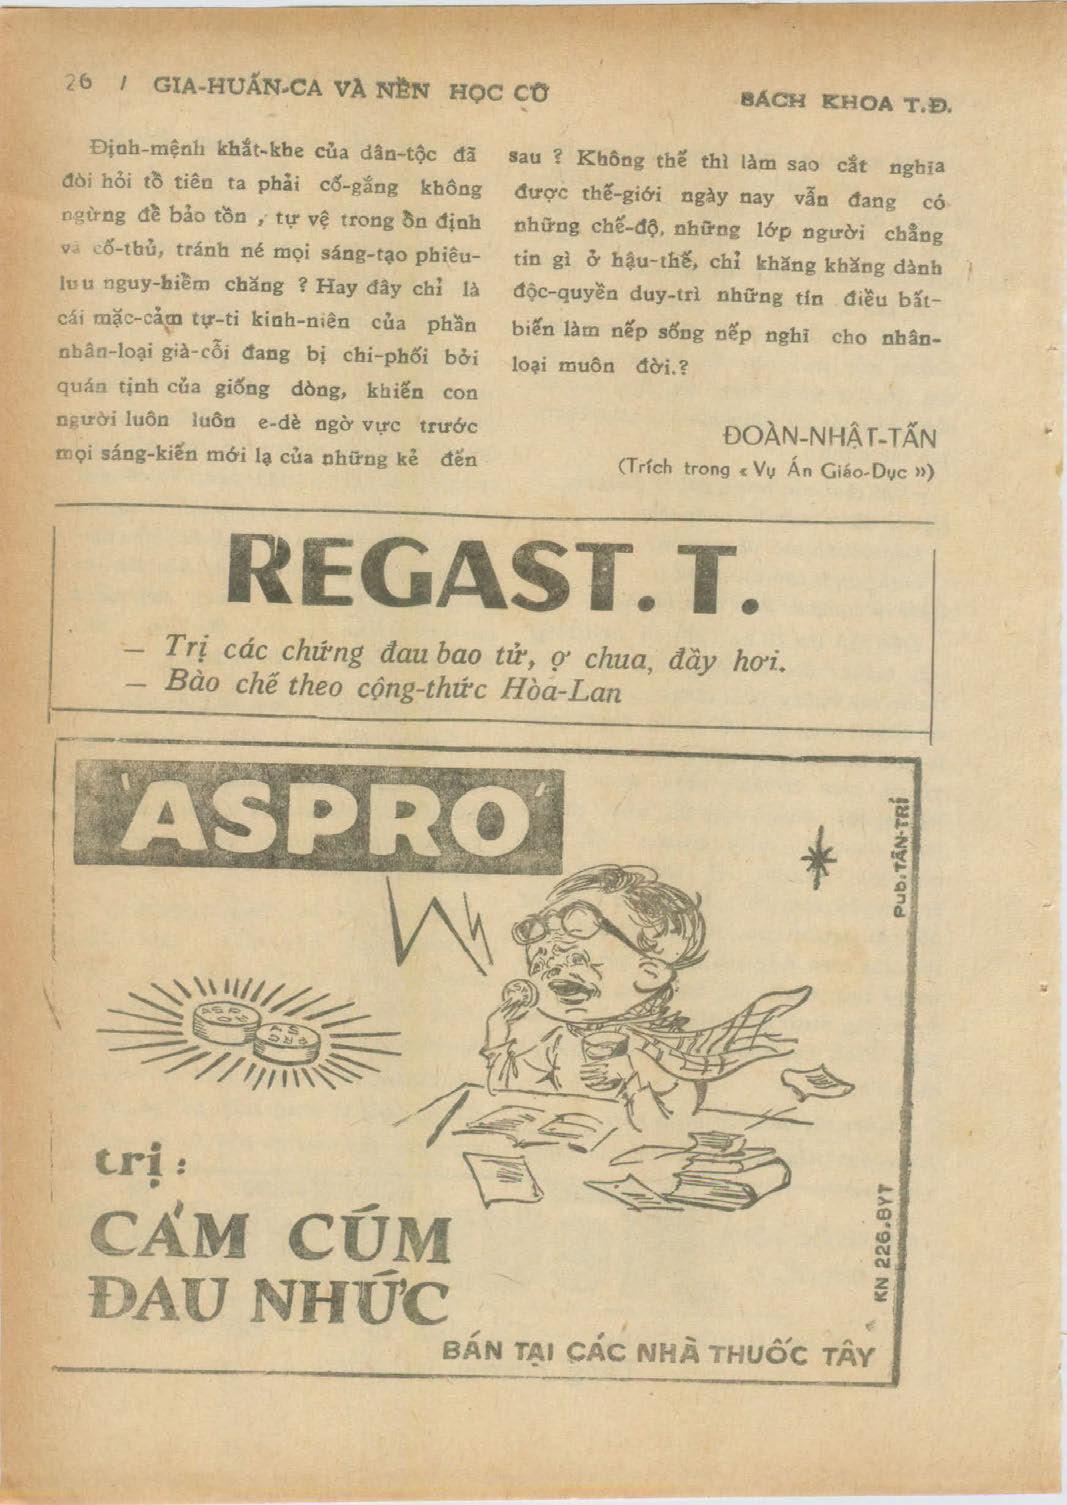 26 / GIA-HUẤN-CA VÀ NỀN HỌC CŨ
BÁCH KHOA T.Đ.
Định-mệnh khắt-khe của dân-tộc đã
đòi hỏi tổ tiên ta phải cố-gắng không
ngừng để bảo tồn , tự vệ trong ổn định
và cố-thủ, tránh né mọi sáng-tạo phiêu-
lưu nguy-hiểm chăng ? Hay đây chỉ là
cái mặc-cảm tự-ti kinh-niên của phần
nhân-loại già-cỗi đang bị chi-phối bởi
quán tịnh của giống dòng, khiến con
người luôn luôn e-dè ngờ vực trước
mọi sáng-kiến mới lạ của những kẻ đến
sau ? Không thế thì làm sao cắt nghĩa
được thế-giới ngày nay vẫn đang có
những chế-độ, những lớp người chẳng
tin gì ở hậu-thế, chỉ khăng khăng dành
độc-quyền duy-trì những tín điều bất-
biến làm nếp sống nếp nghĩ cho nhân-
loại muôn đời.?
ĐOÀN-NHẬT-TẤN
(Trích trong « Vụ Án Giáo-Dục »)
REGAST. T.
— Trị các chứng đau bao tử, ợ chua, đầy hơi.
— Bào chế theo cộng-thức Hòa-Lan
'ASPRO'
Pub.TÂN-TRÍ
ASPRO
ASPRO
trị :
CẢM CÚM
ĐAU NHỨC
KN 226.BYT
BÁN TẠI CÁC NHÀ THUỐC TÂY